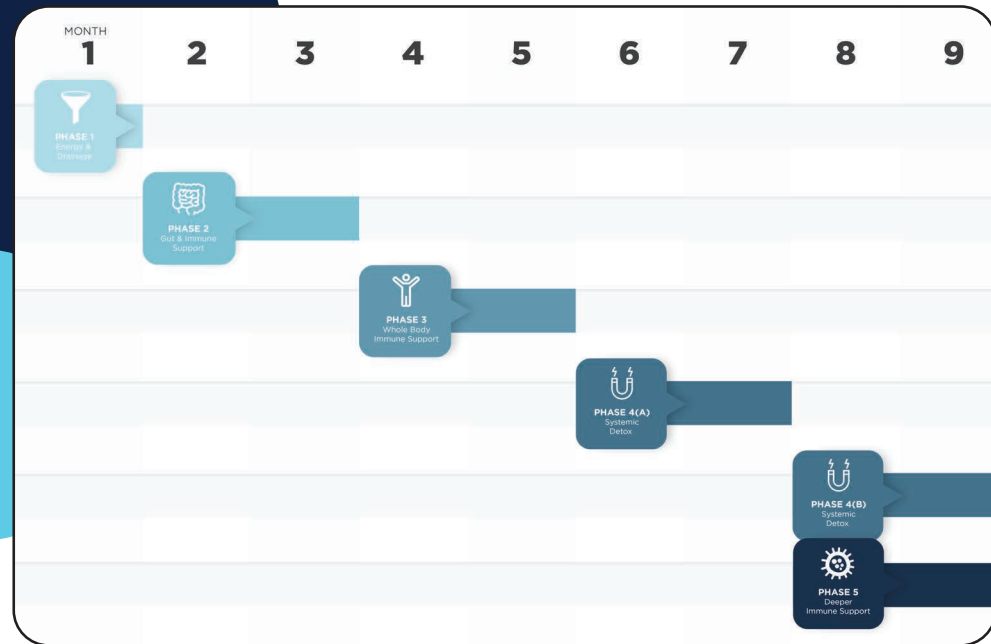 MONTH
1 2 3 4 5 6 7 8 9
PHASE 1
Energy &
Drainage
PHASE 2
Gut & Immune
Support
PHASE 3
Whole Body
Immune Support
PHASE 4(A)
Systemic
Detox
PHASE 4(B)
Systemic
Detox
PHASE 5
Deeper
Immune Support